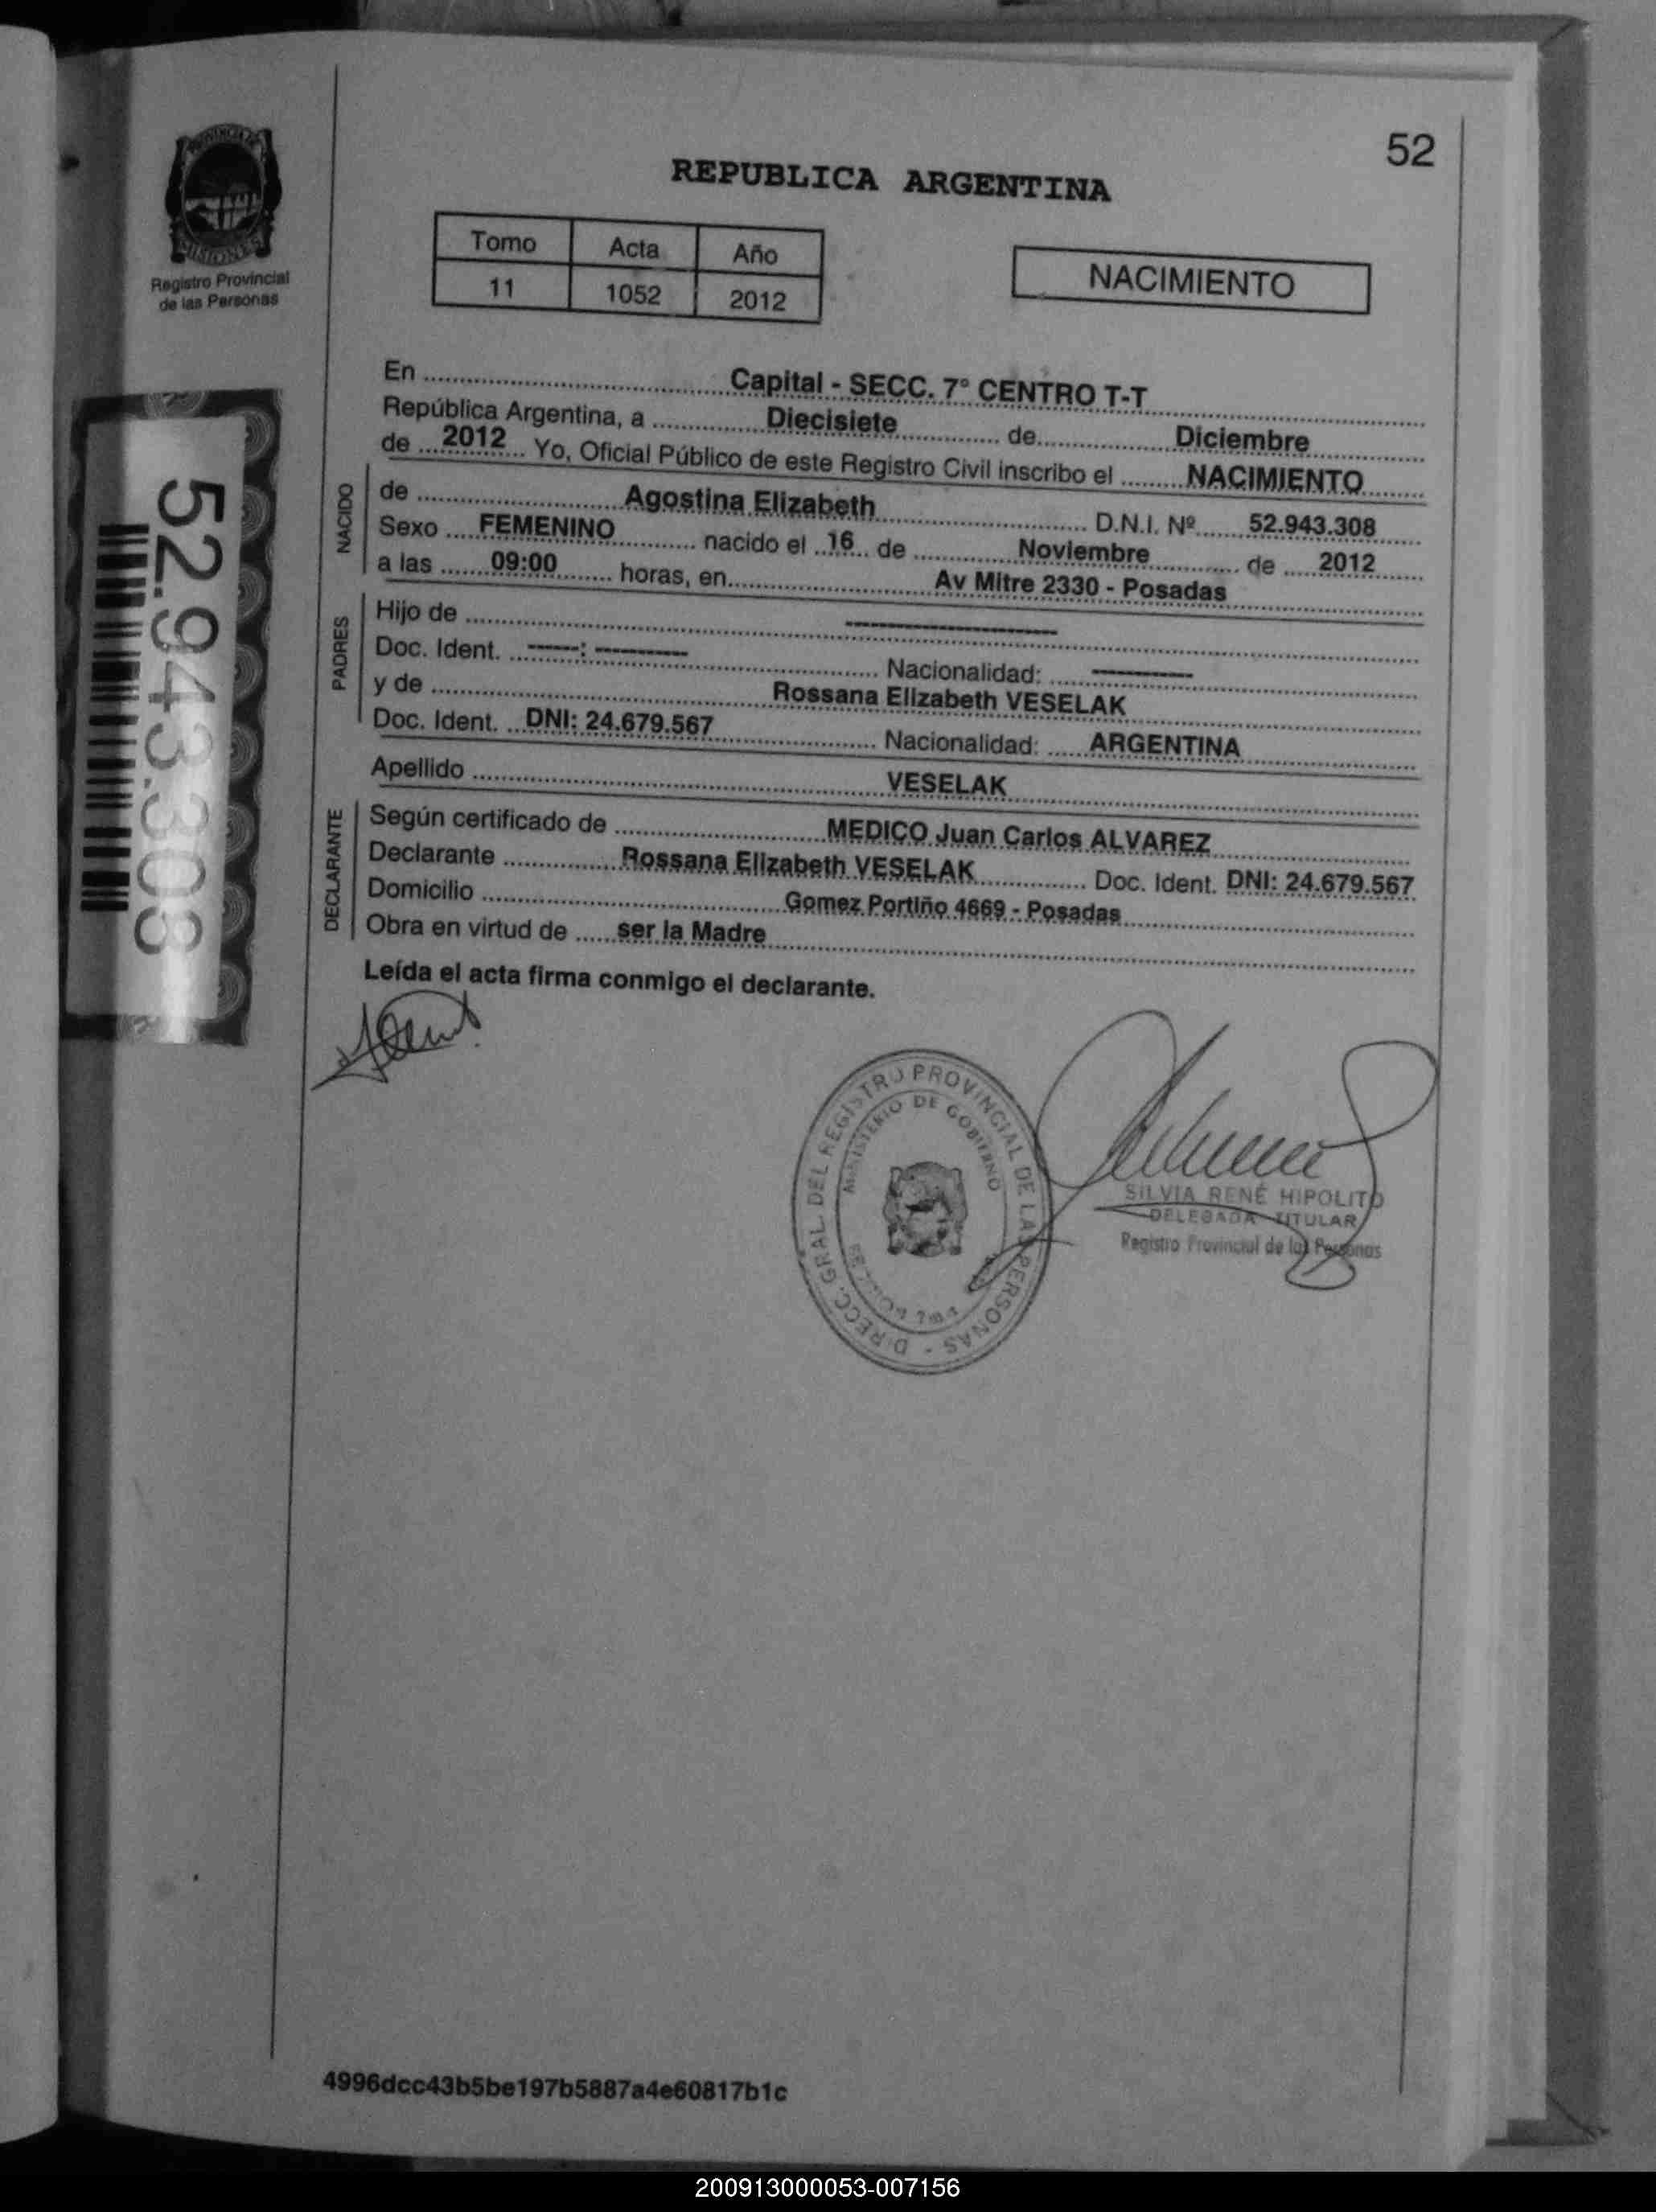 52
PROVINCIA DE
MISIONES
Registro Provincial
de las Personas
REPUBLICA ARGENTINA
Tomo Acta Año
11 1052 2012
NACIMIENTO
52.943.308
En ........ Capital - SECC. 7º CENTRO T-T
República Argentina, a ........ Diecisiete ........ de ........ Diciembre
de ... 2012 ... Yo, Oficial Público de este Registro Civil inscribo el ........ NACIMIENTO
NACIDO
de ........ Agostina Elizabeth ........ D.N.I. Nº ...... 52.943.308
Sexo .... FEMENINO ........ nacido el .. 16 .. de ........ Noviembre ........ de .... 2012
a las ...... 09:00 ...... horas, en ........ Av Mitre 2330 - Posadas
PADRES
Hijo de ........ --------------------
Doc. Ident. ... -----: ---------- ........ Nacionalidad: ...... ----------
y de ........ Rossana Elizabeth VESELAK
Doc. Ident. ... DNI: 24.679.567 ........ Nacionalidad: ..... ARGENTINA
Apellido ........ VESELAK
DECLARANTE
Según certificado de ........ MEDICO Juan Carlos ALVAREZ
Declarante ........ Rossana Elizabeth VESELAK ........ Doc. Ident. DNI: 24.679.567
Domicilio ........ Gomez Portiño 4669 - Posadas
Obra en virtud de ...... ser la Madre
Leída el acta firma conmigo el declarante.
DIRECC. GRAL. DEL REGISTRO PROVINCIAL DE LAS PERSONAS -
MINISTERIO DE GOBIERNO
SILVIA RENÉ HIPOLITO
DELEGADA TITULAR
Registro Provincial de las Personas
4996dcc43b5be197b5887a4e60817b1c
200913000053-007156